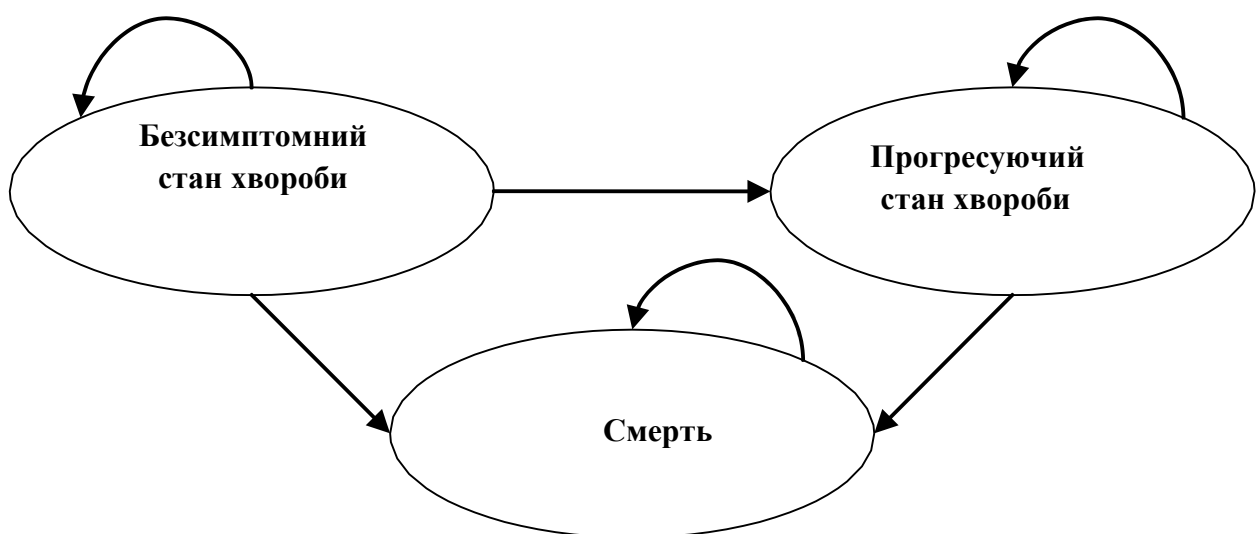 Безсимптомний
стан хвороби
Прогресуючий
стан хвороби
Смерть